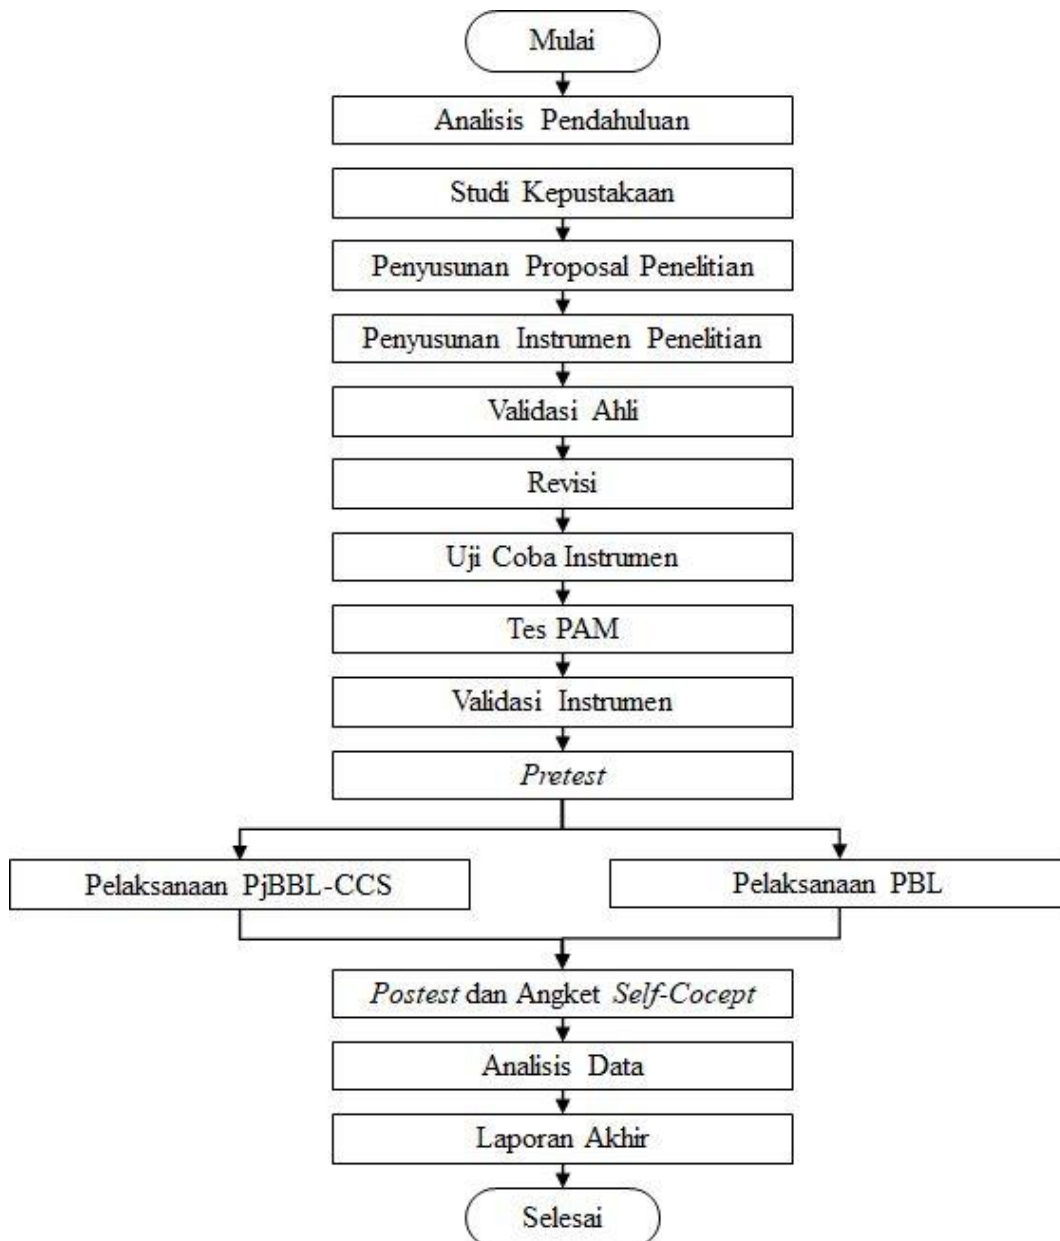 Mulai
Analisis Pendahuluan
Studi Kepustakaan
Penyusunan Proposal Penelitian
Penyusunan Instrumen Penelitian
Validasi Ahli
Revisi
Uji Coba Instrumen
Tes PAM
Validasi Instrumen
Pretest
Pelaksanaan PjBBL-CCS
Pelaksanaan PBL
Postest dan Angket Self-Cocept
Analisis Data
Laporan Akhir
Selesai